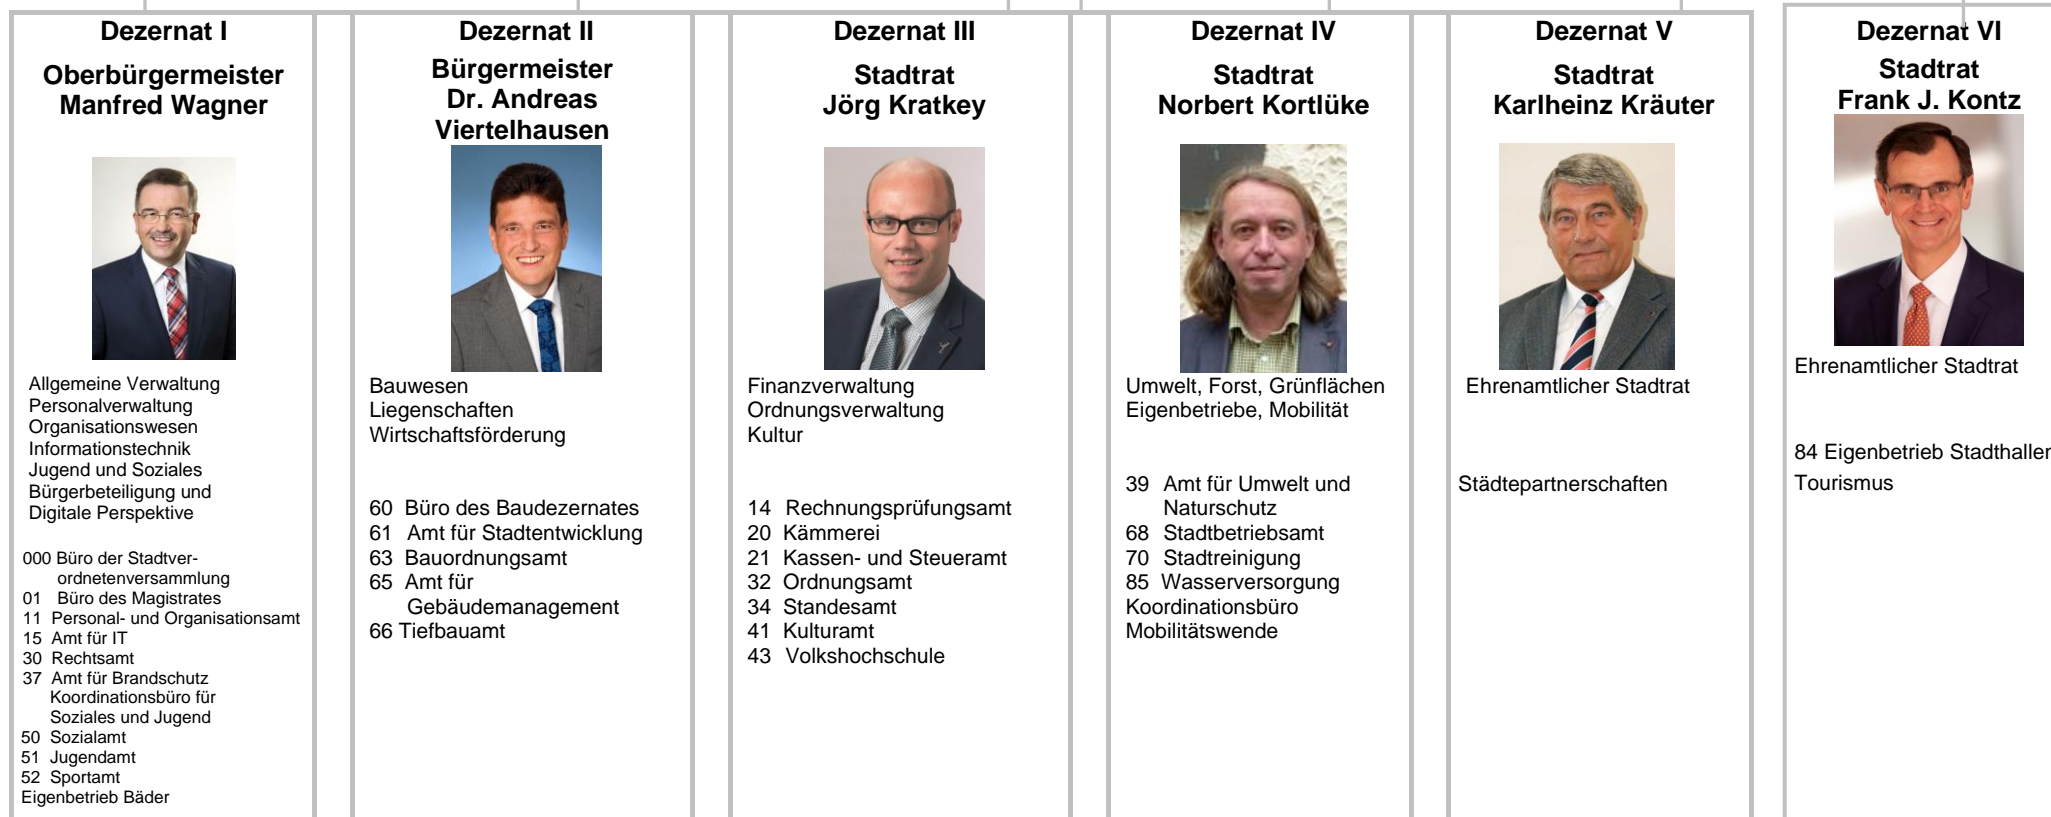 Dezernat I
Oberbürgermeister
Manfred Wagner
Allgemeine Verwaltung
Personalverwaltung
Organisationswesen
Informationstechnik
Jugend und Soziales
Bürgerbeteiligung und
Digitale Perspektive
000 Büro der Stadtver-
ordnetenversammlung
01 Büro des Magistrates
11 Personal- und Organisationsamt
15 Amt für IT
30 Rechtsamt
37 Amt für Brandschutz
Koordinationsbüro für
Soziales und Jugend
50 Sozialamt
51 Jugendamt
52 Sportamt
Eigenbetrieb Bäder
Dezernat II
Bürgermeister
Dr. Andreas
Viertelhausen
Bauwesen
Liegenschaften
Wirtschaftsförderung
60 Büro des Baudezernates
61 Amt für Stadtentwicklung
63 Bauordnungsamt
65 Amt für
Gebäudemanagement
66 Tiefbauamt
Dezernat III
Stadtrat
Jörg Kratkey
Finanzverwaltung
Ordnungsverwaltung
Kultur
14 Rechnungsprüfungsamt
20 Kämmerei
21 Kassen- und Steueramt
32 Ordnungsamt
34 Standesamt
41 Kulturamt
43 Volkshochschule
Dezernat IV
Stadtrat
Norbert Kortlüke
Umwelt, Forst, Grünflächen
Eigenbetriebe, Mobilität
39 Amt für Umwelt und
Naturschutz
68 Stadtbetriebsamt
70 Stadtreinigung
85 Wasserversorgung
Koordinationsbüro
Mobilitätswende
Dezernat V
Stadtrat
Karlheinz Kräuter
Ehrenamtlicher Stadtrat
Städtepartnerschaften
Dezernat VI
Stadtrat
Frank J. Kontz
Ehrenamtlicher Stadtrat
84 Eigenbetrieb Stadthallen
Tourismus